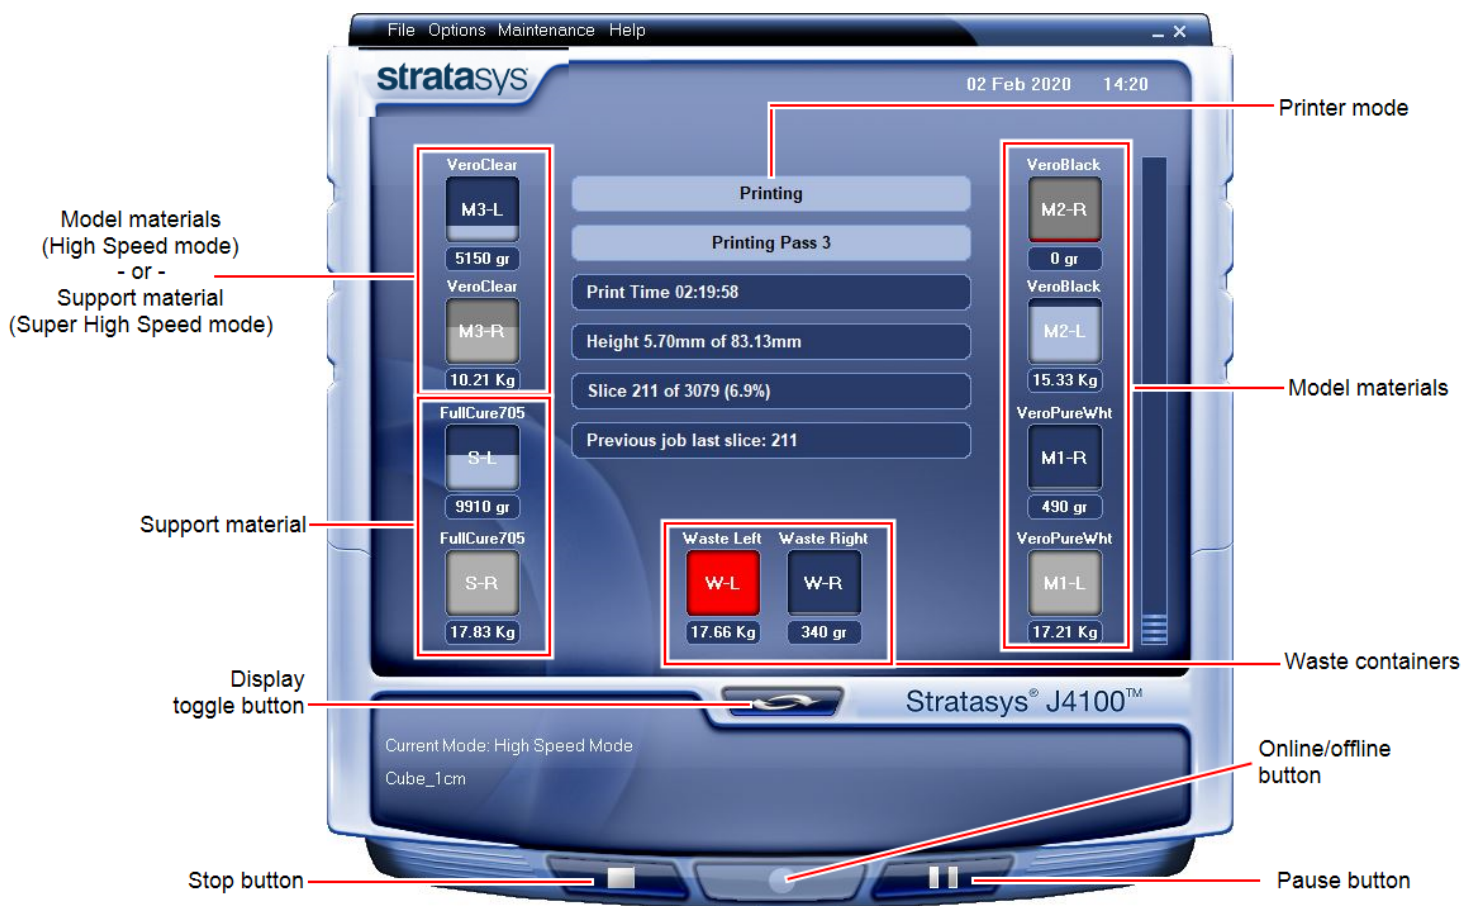 File Options Maintenance Help
stratasys
02 Feb 2020 14:20
Printer mode
Model materials
(High Speed mode)
- or -
Support material
(Super High Speed mode)
VeroClear
M3-L
5150 gr
VeroClear
M3-R
10.21 Kg
FullCure705
S-L
9910 gr
FullCure705
S-R
17.83 Kg
Support material
Printing
Printing Pass 3
Print Time 02:19:58
Height 5.70mm of 83.13mm
Slice 211 of 3079 (6.9%)
Previous job last slice: 211
Waste Left Waste Right
W-L W-R
17.66 Kg 340 gr
VeroBlack
M2-R
0 gr
VeroBlack
M2-L
15.33 Kg
VeroPureWht
M1-R
490 gr
VeroPureWht
M1-L
17.21 Kg
Model materials
Waste containers
Display
toggle button
Stratasys® J4100™
Current Mode: High Speed Mode
Cube_1cm
Online/offline
button
Stop button
Pause button